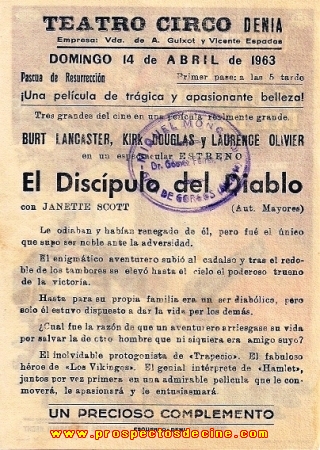 TEATRO CIRCO DENIA
Empresa: Vda. de A. Guixot y Vicente Espadas
DOMINGO 14 de ABRIL de 1963
Pascua de Resurrección Primer pase: a las 5 tarde
¡Una película de trágica y apasionante belleza!
Tres grandes del cine en una película realmente grande.
BURT LANCASTER, KIRK DOUGLAS y LAURENCE OLIVIER
en un espectacular ESTRENO
El Discípulo del Diablo
con JANETTE SCOTT (Aut. Mayores)
Le odiaban y habían renegado de él, pero fué el único
que supo ser noble ante la adversidad.
El enigmático aventurero subió al cadalso y tras el redo-
ble de los tambores se elevó hasta el cielo el poderoso trueno
de la victoria.
Hasta para su propia familia era un ser diabólico, pero
solo él estavo dispuesto a dar la vida por los demás.
¿Cual fué la razón de que un aventurero arriesgase su vida
por salvar la de otro hombre que ni siquiera era amigo suyo?
El inolvidable protagonista de «Trapecio». El fabuloso
héroe de «Los Vikingos». El genial intérprete de «Hamlet»,
juntos por vez primera en una admirable película que le con-
moverá, le apasionará y le entusiasmará.
UN PRECIOSO COMPLEMENTO
www.prospectosdecine.com